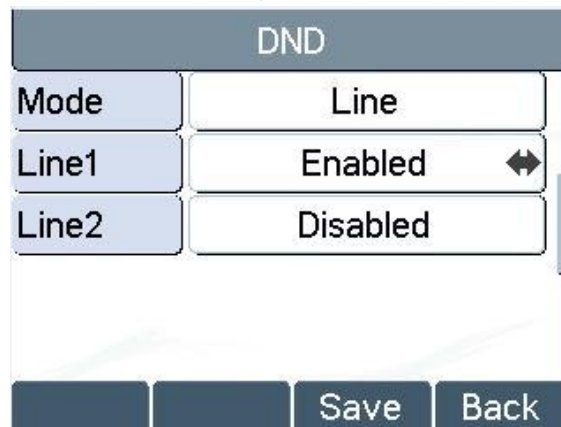 DND
Mode Line
Line1 Enabled
Line2 Disabled
Save Back